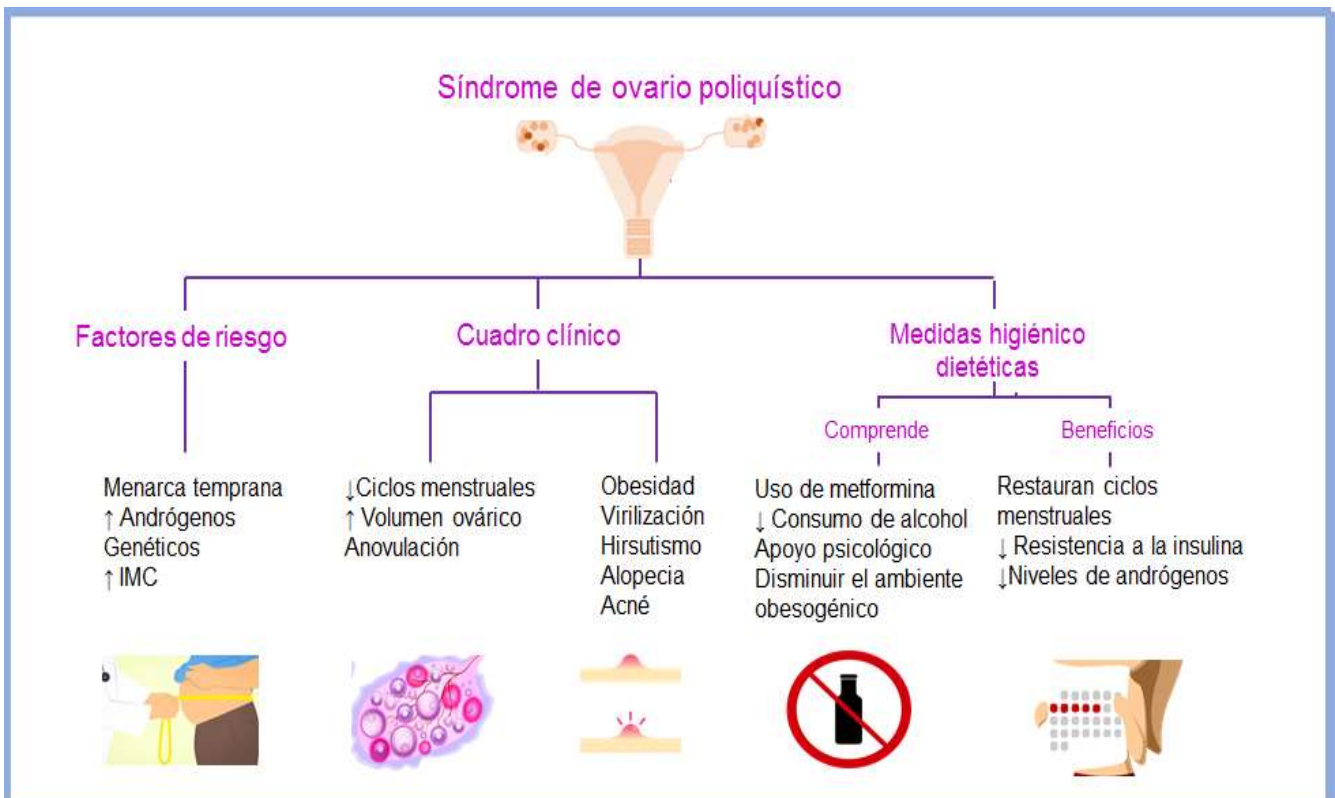 Síndrome de ovario poliquístico
Factores de riesgo
Menarca temprana
↑ Andrógenos
Genéticos
↑ IMC
Cuadro clínico
↓Ciclos menstruales
↑ Volumen ovárico
Anovulación
Obesidad
Virilización
Hirsutismo
Alopecia
Acné
Medidas higiénico
dietéticas
Comprende
Uso de metformina
↓ Consumo de alcohol
Apoyo psicológico
Disminuir el ambiente
obesogénico
Beneficios
Restauran ciclos
menstruales
↓ Resistencia a la insulina
↓Niveles de andrógenos